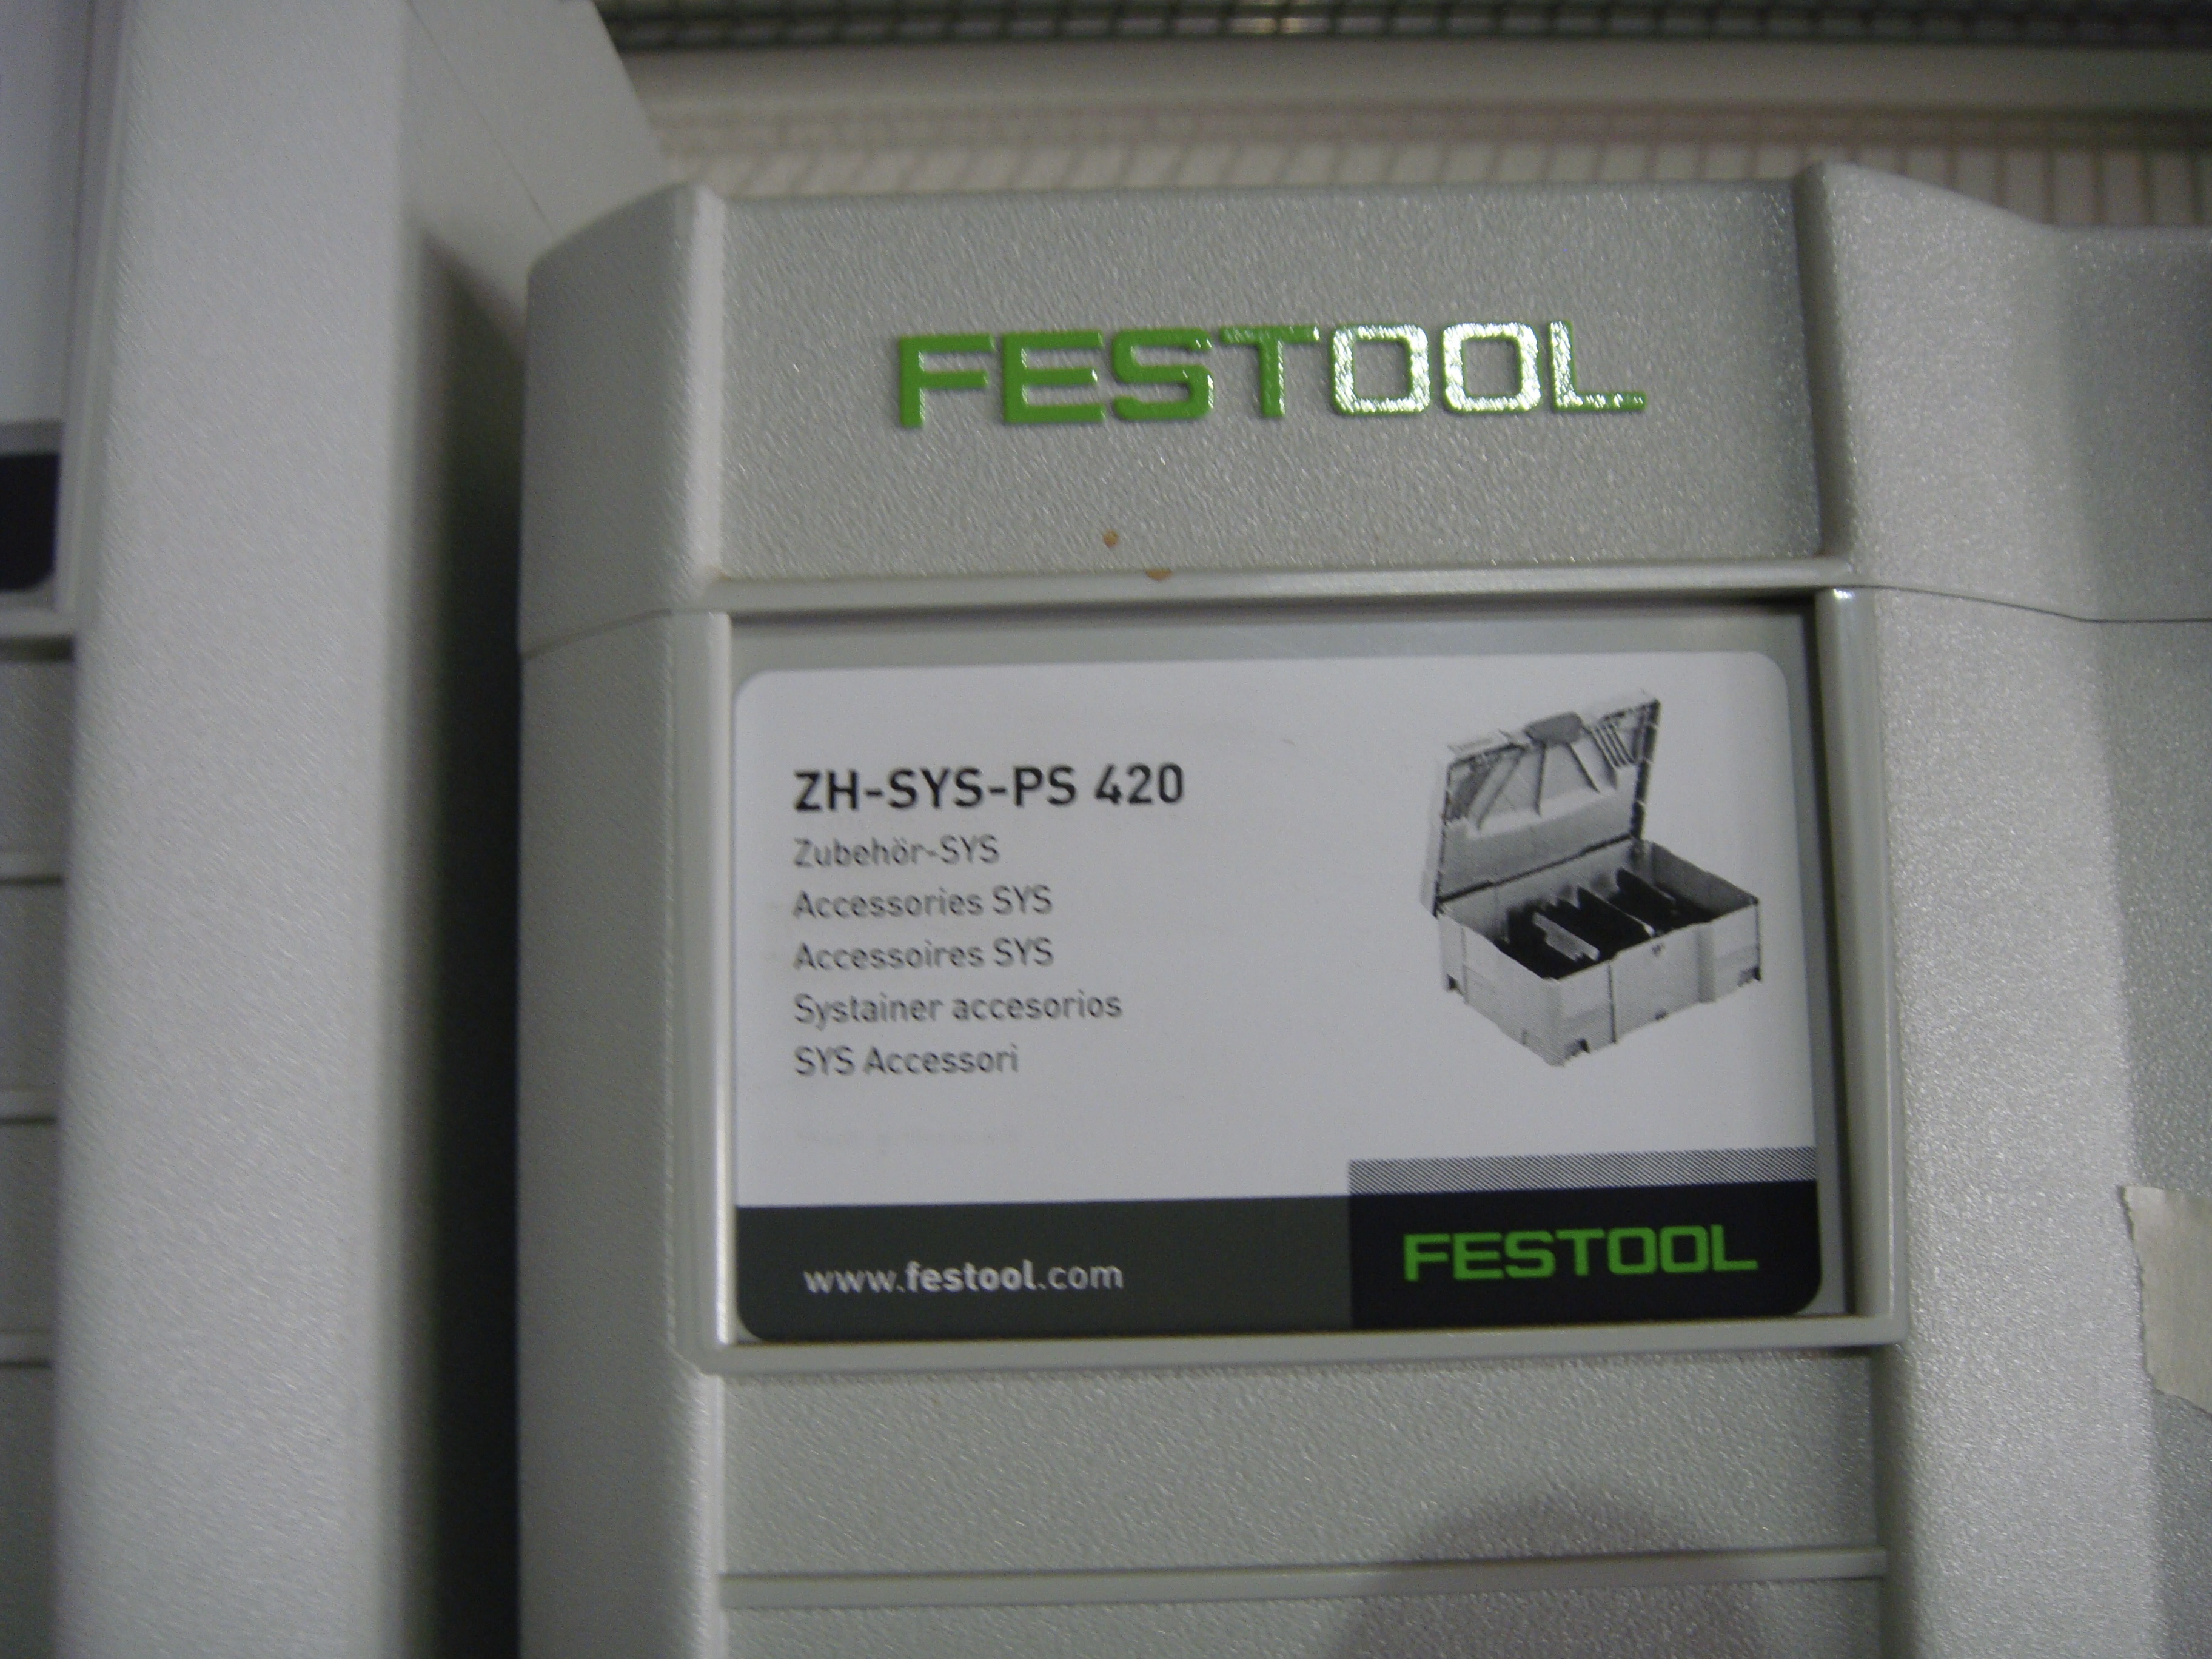 FESTOOL
ZH-SYS-PS 420
Zubehör-SYS
Accessories SYS
Accessoires SYS
Systainer accesorios
SYS Accessori
www.festool.com
FESTOOL